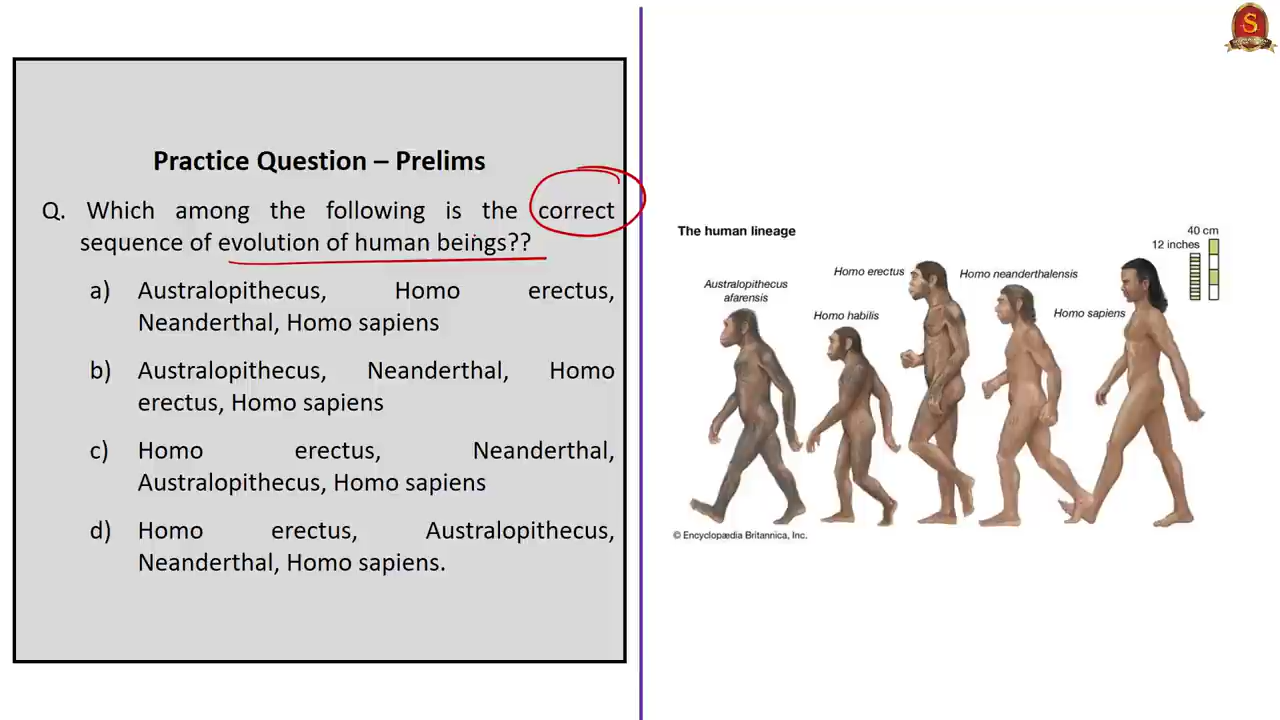 Practice Question – Prelims
Q. Which among the following is the correct
sequence of evolution of human beings??
a) Australopithecus, Homo erectus,
Neanderthal, Homo sapiens
b) Australopithecus, Neanderthal, Homo
erectus, Homo sapiens
c) Homo erectus, Neanderthal,
Australopithecus, Homo sapiens
d) Homo erectus, Australopithecus,
Neanderthal, Homo sapiens.
The human lineage
40 cm
12 inches
Homo erectus
Homo neanderthalensis
Australopithecus
afarensis
Homo habilis
Homo sapiens
© Encyclopædia Britannica, Inc.
S